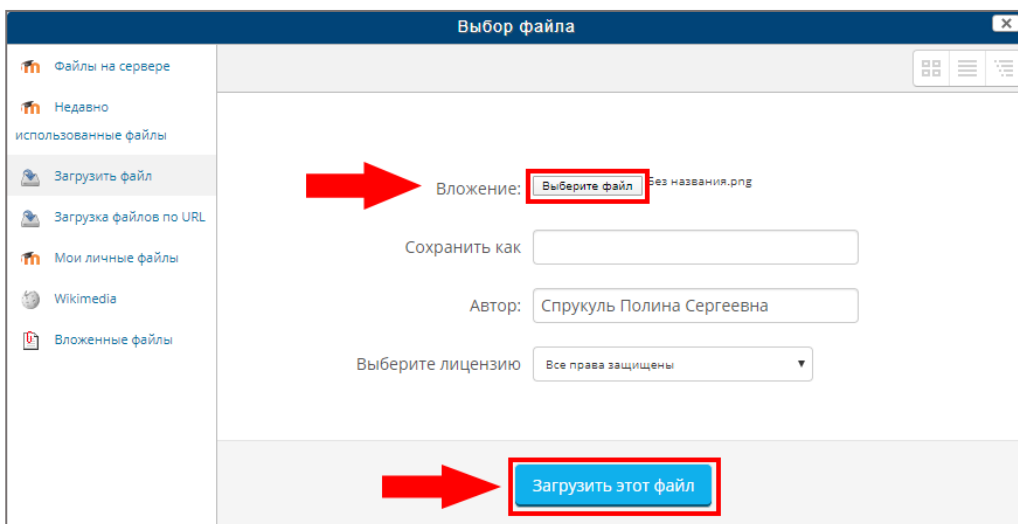 Выбор файла
Файлы на сервере
Недавно
использованные файлы
Загрузить файл
Загрузка файлов по URL
Мои личные файлы
Wikimedia
Вложенные файлы
Вложение: Выберите файл Без названия.png
Сохранить как
Автор: Спрукуль Полина Сергеевна
Выберите лицензию Все права защищены
Загрузить этот файл